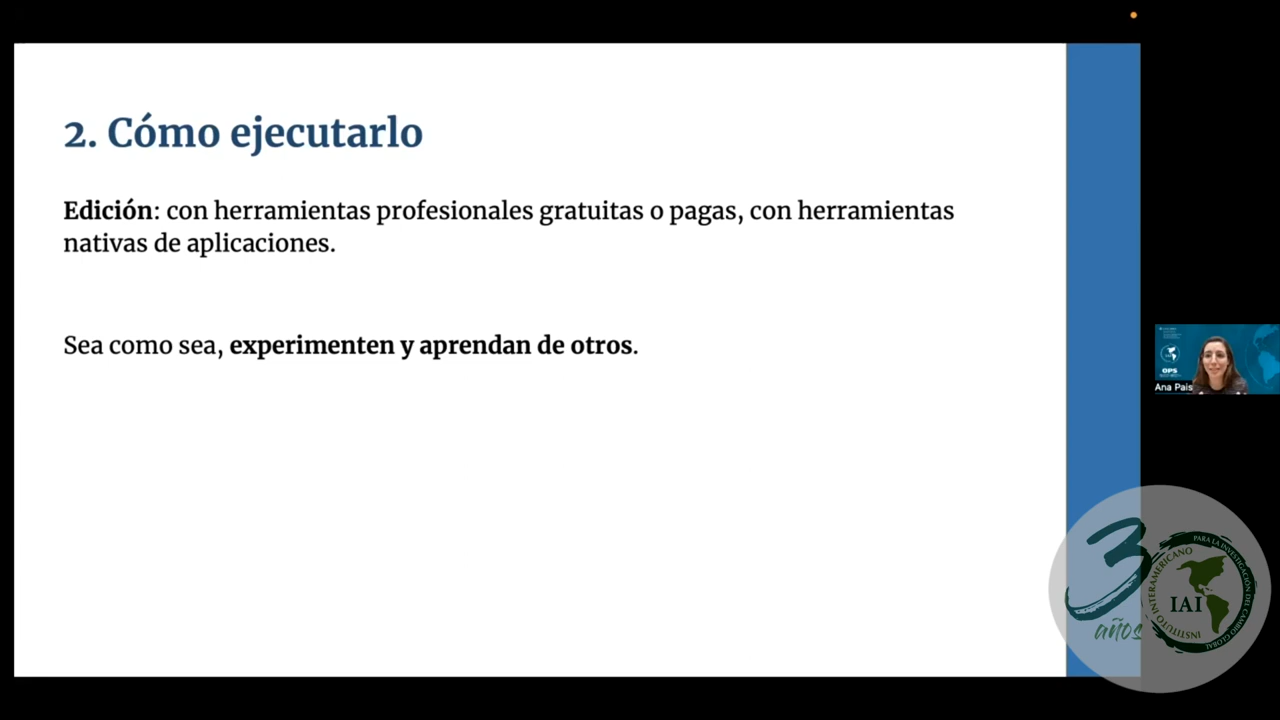 2. Cómo ejecutarlo
Edición: con herramientas profesionales gratuitas o pagas, con herramientas
nativas de aplicaciones.
Sea como sea, experimenten y aprendan de otros.
OPS
Ana Pais
30
años
INSTITUTO INTERAMERICANO
PARA LA INVESTIGACIÓN DEL CAMBIO GLOBAL
IAI